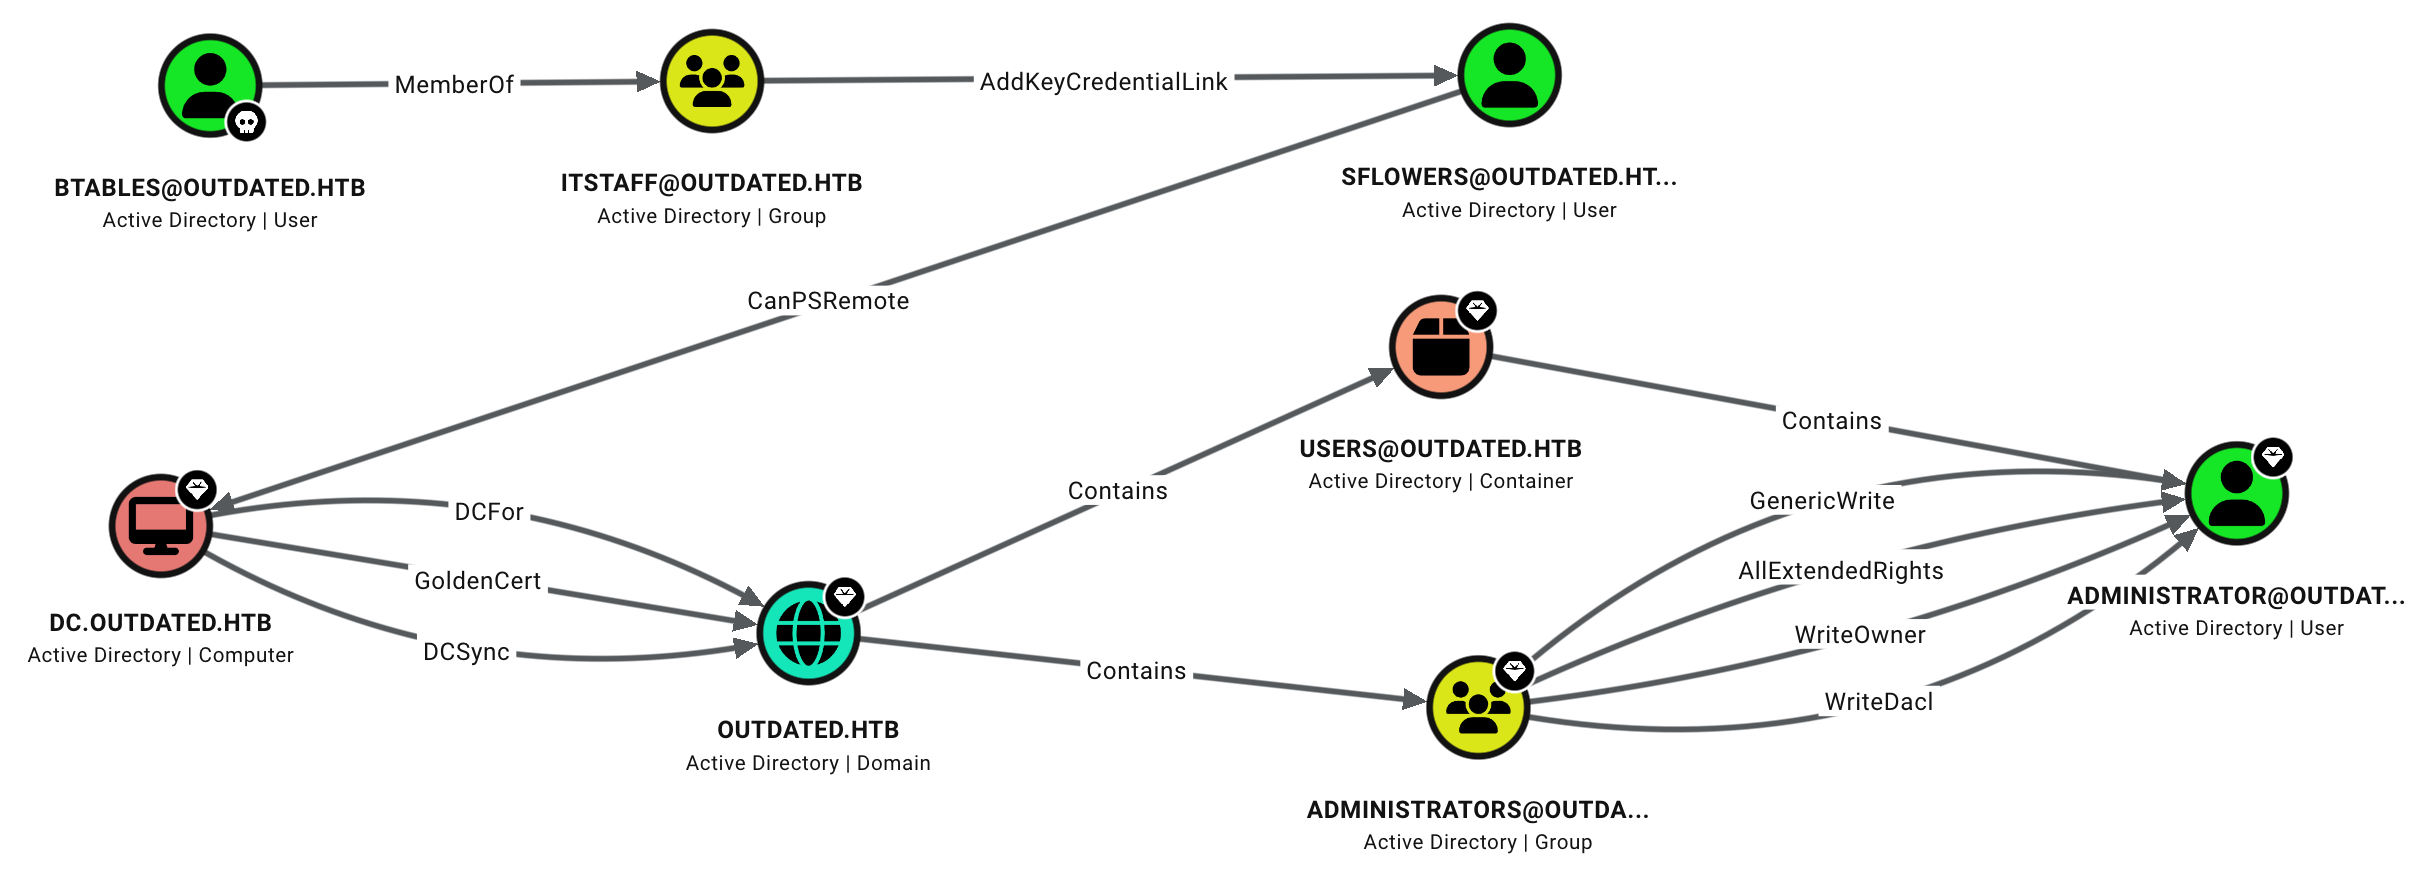 MemberOf
AddKeyCredentialLink
BTABLES@OUTDATED.HTB
Active Directory | User
ITSTAFF@OUTDATED.HTB
Active Directory | Group
SFLOWERS@OUTDATED.HT...
Active Directory | User
CanPSRemote
Contains
USERS@OUTDATED.HTB
Active Directory | Container
Contains
GenericWrite
DCFor
AllExtendedRights
GoldenCert
ADMINISTRATOR@OUTDAT...
Active Directory | User
DC.OUTDATED.HTB
Active Directory | Computer
WriteOwner
DCSync
Contains
WriteDacl
OUTDATED.HTB
Active Directory | Domain
ADMINISTRATORS@OUTDA...
Active Directory | Group